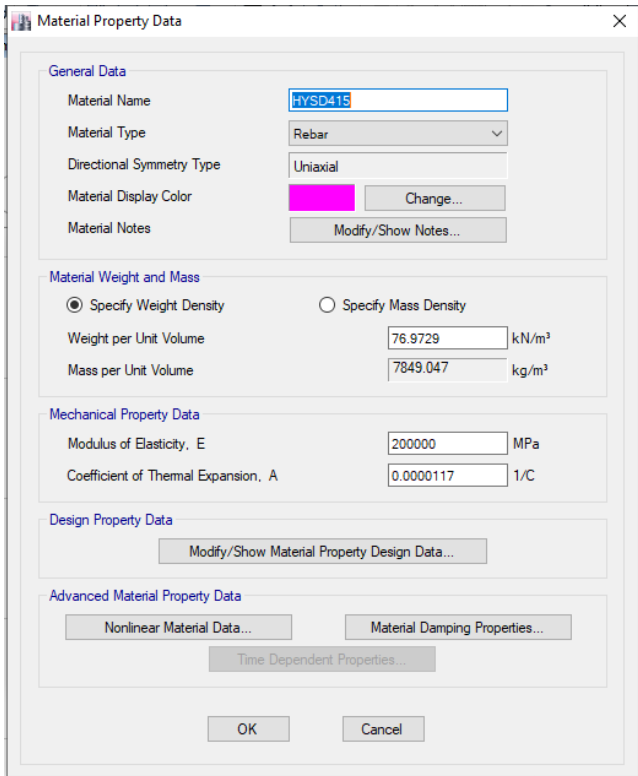 Material Property Data
General Data
Material Name HYSD415
Material Type Rebar
Directional Symmetry Type Uniaxial
Material Display Color Change...
Material Notes Modify/Show Notes...
Material Weight and Mass
Specify Weight Density Specify Mass Density
Weight per Unit Volume 76.9729 kN/m³
Mass per Unit Volume 7849.047 kg/m³
Mechanical Property Data
Modulus of Elasticity, E 200000 MPa
Coefficient of Thermal Expansion, A 0.0000117 1/C
Design Property Data
Modify/Show Material Property Design Data...
Advanced Material Property Data
Nonlinear Material Data... Material Damping Properties...
Time Dependent Properties...
OK Cancel